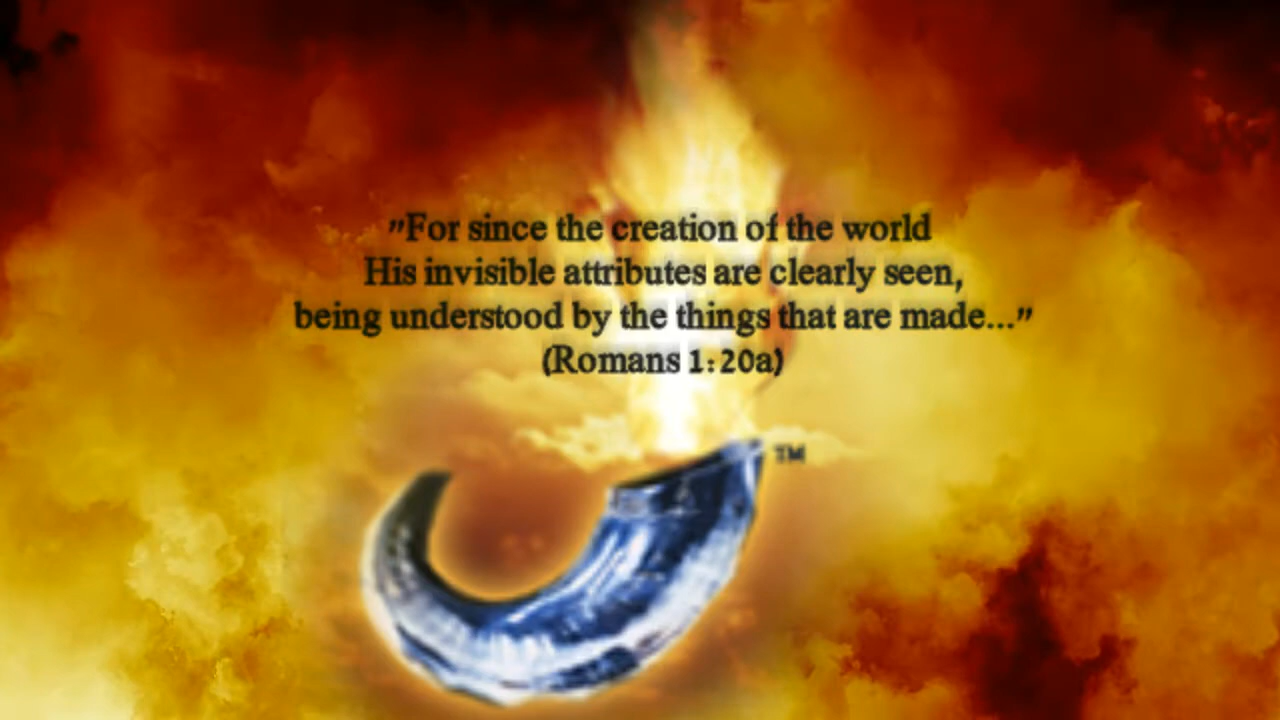 "For since the creation of the world
His invisible attributes are clearly seen,
being understood by the things that are made..."
(Romans 1:20a)
TM